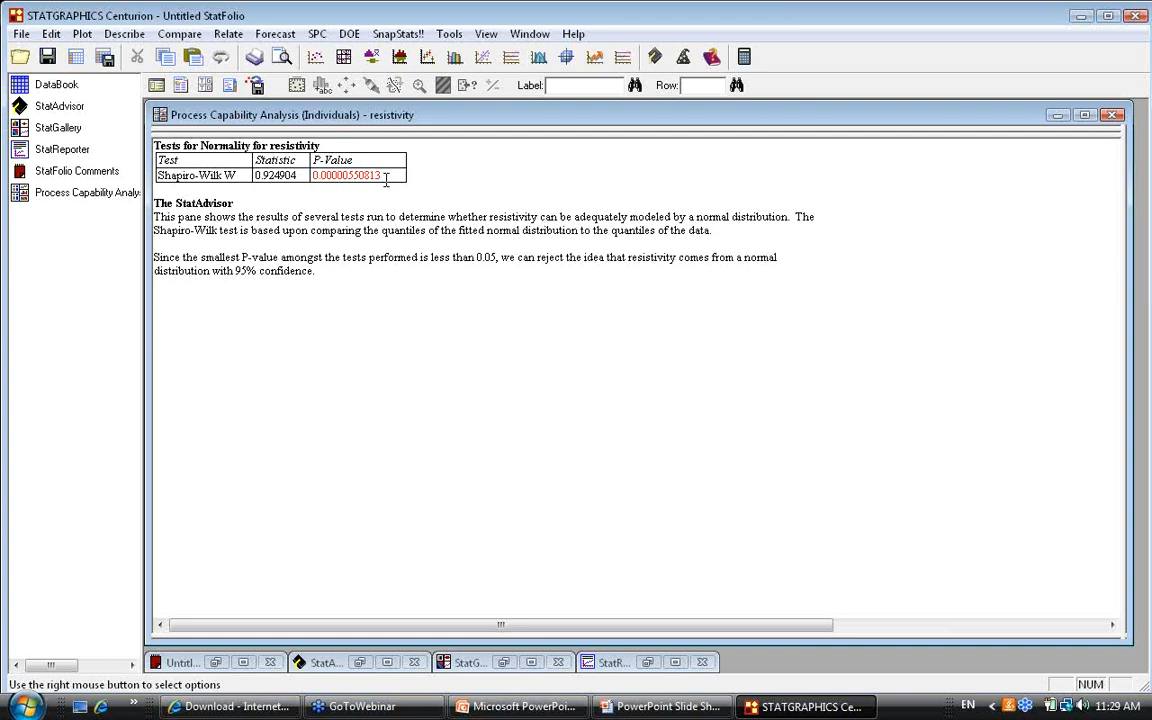 STATGRAPHICS Centurion - Untitled StatFolio
File Edit Plot Describe Compare Relate Forecast SPC DOE SnapStats!! Tools View Window Help
Label: Row:
DataBook
StatAdvisor
StatGallery
StatReporter
StatFolio Comments
Process Capability Analy
Process Capability Analysis (Individuals) - resistivity
Tests for Normality for resistivity
Test Statistic P-Value
Shapiro-Wilk W 0.924904 0.00000550813
The StatAdvisor
This pane shows the results of several tests run to determine whether resistivity can be adequately modeled by a normal distribution. The
Shapiro-Wilk test is based upon comparing the quantiles of the fitted normal distribution to the quantiles of the data.
Since the smallest P-value amongst the tests performed is less than 0.05, we can reject the idea that resistivity comes from a normal
distribution with 95% confidence.
Untitl... StatA... StatG... StatR...
Use the right mouse button to select options NUM
Download - Internet... GoToWebinar Microsoft PowerPoi... PowerPoint Slide Sh... STATGRAPHICS Ce... EN 11:29 AM